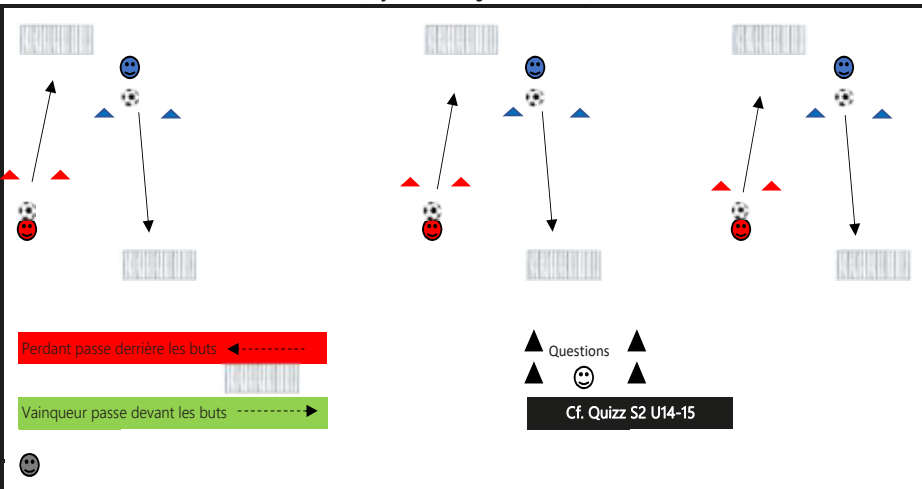 Perdant passe derrière les buts
Questions
Vainqueur passe devant les buts
Cf. Quizz S2 U14-15